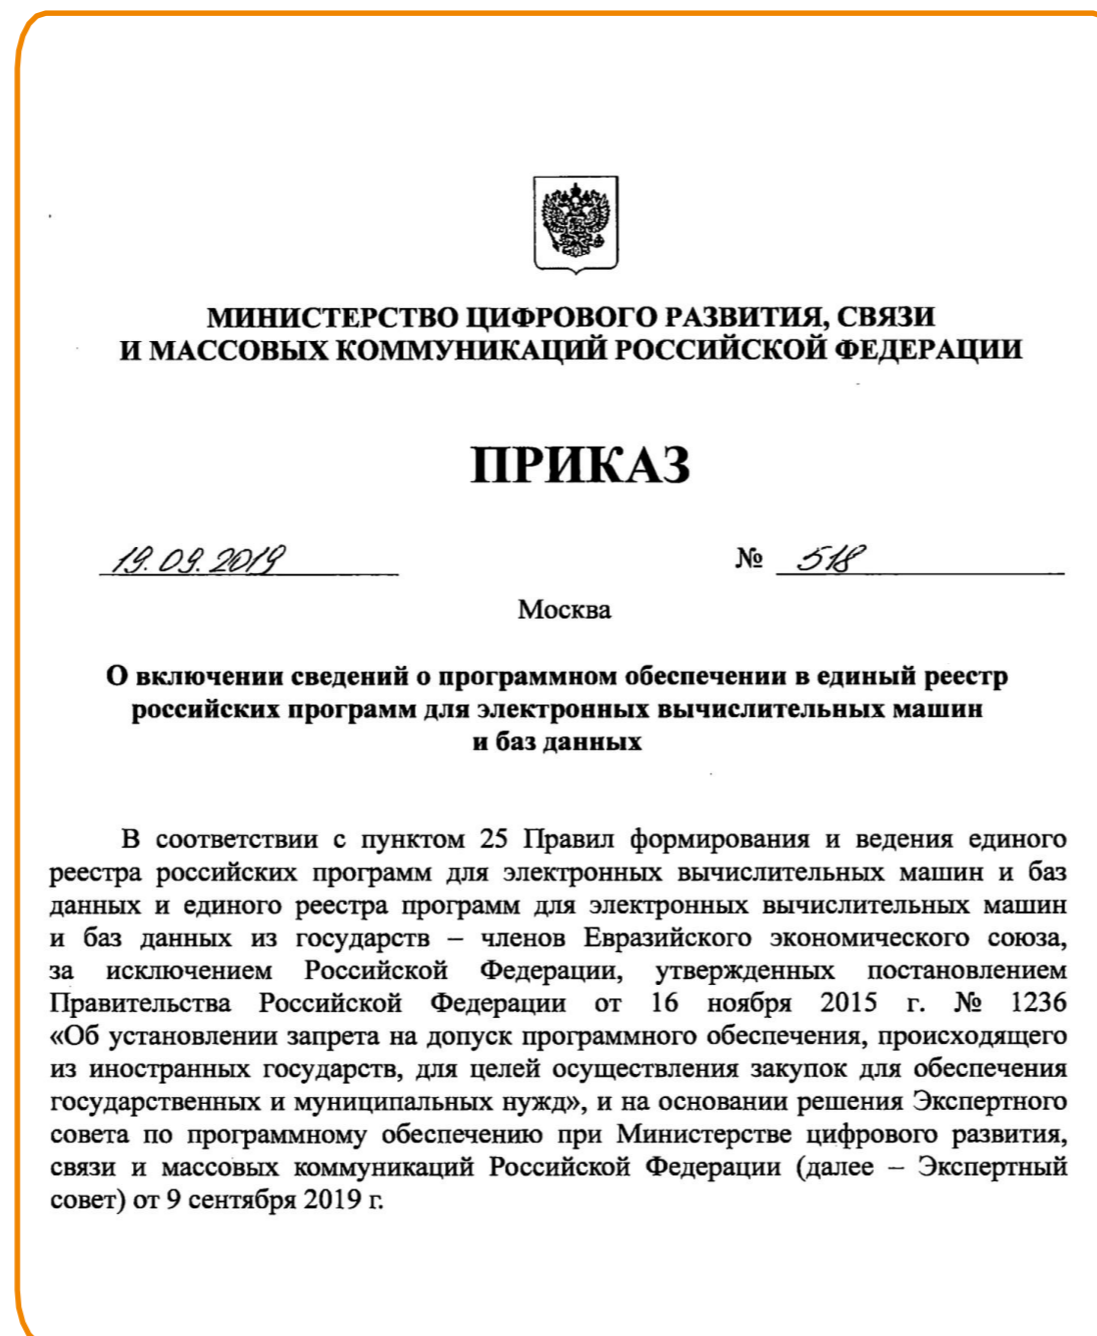 МИНИСТЕРСТВО ЦИФРОВОГО РАЗВИТИЯ, СВЯЗИ
И МАССОВЫХ КОММУНИКАЦИЙ РОССИЙСКОЙ ФЕДЕРАЦИИ
ПРИКАЗ
19.09.2019 № 518
Москва
О включении сведений о программном обеспечении в единый реестр
российских программ для электронных вычислительных машин
и баз данных
В соответствии с пунктом 25 Правил формирования и ведения единого
реестра российских программ для электронных вычислительных машин и баз
данных и единого реестра программ для электронных вычислительных машин
и баз данных из государств – членов Евразийского экономического союза,
за исключением Российской Федерации, утвержденных постановлением
Правительства Российской Федерации от 16 ноября 2015 г. № 1236
«Об установлении запрета на допуск программного обеспечения, происходящего
из иностранных государств, для целей осуществления закупок для обеспечения
государственных и муниципальных нужд», и на основании решения Экспертного
совета по программному обеспечению при Министерстве цифрового развития,
связи и массовых коммуникаций Российской Федерации (далее – Экспертный
совет) от 9 сентября 2019 г.